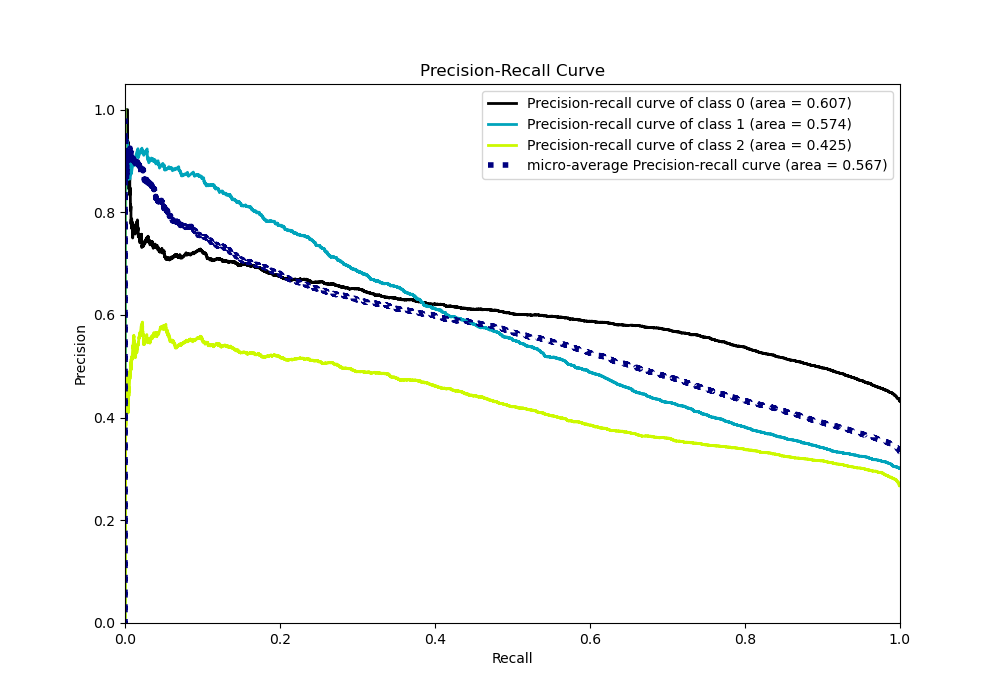 Precision-Recall Curve
Precision-recall curve of class 0 (area = 0.607)
Precision-recall curve of class 1 (area = 0.574)
Precision-recall curve of class 2 (area = 0.425)
micro-average Precision-recall curve (area = 0.567)
1.0
0.8
0.6
0.4
0.2
0.0
Precision
0.0 0.2 0.4 0.6 0.8 1.0
Recall